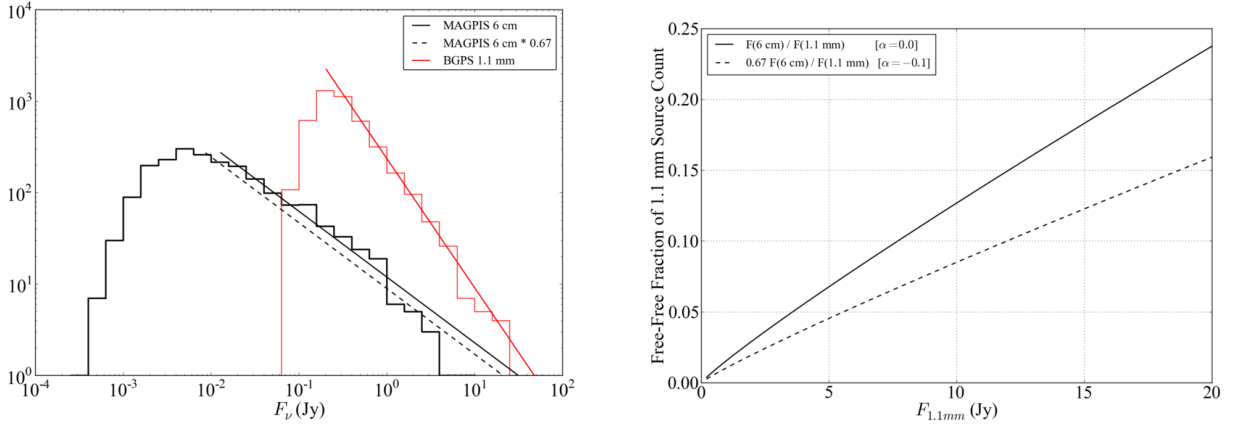 10^4
10^3
10^2
10^1
10^0
10^-4
10^-3
10^-2
10^-1
10^0
10^1
10^2
F_ν (Jy)
MAGPIS 6 cm
MAGPIS 6 cm * 0.67
BGPS 1.1 mm
Free-Free Fraction of 1.1 mm Source Count
0.25
0.20
0.15
0.10
0.05
0.00
0
5
10
15
20
F_1.1mm (Jy)
F(6 cm) / F(1.1 mm) [α=0.0]
0.67 F(6 cm) / F(1.1 mm) [α=−0.1]